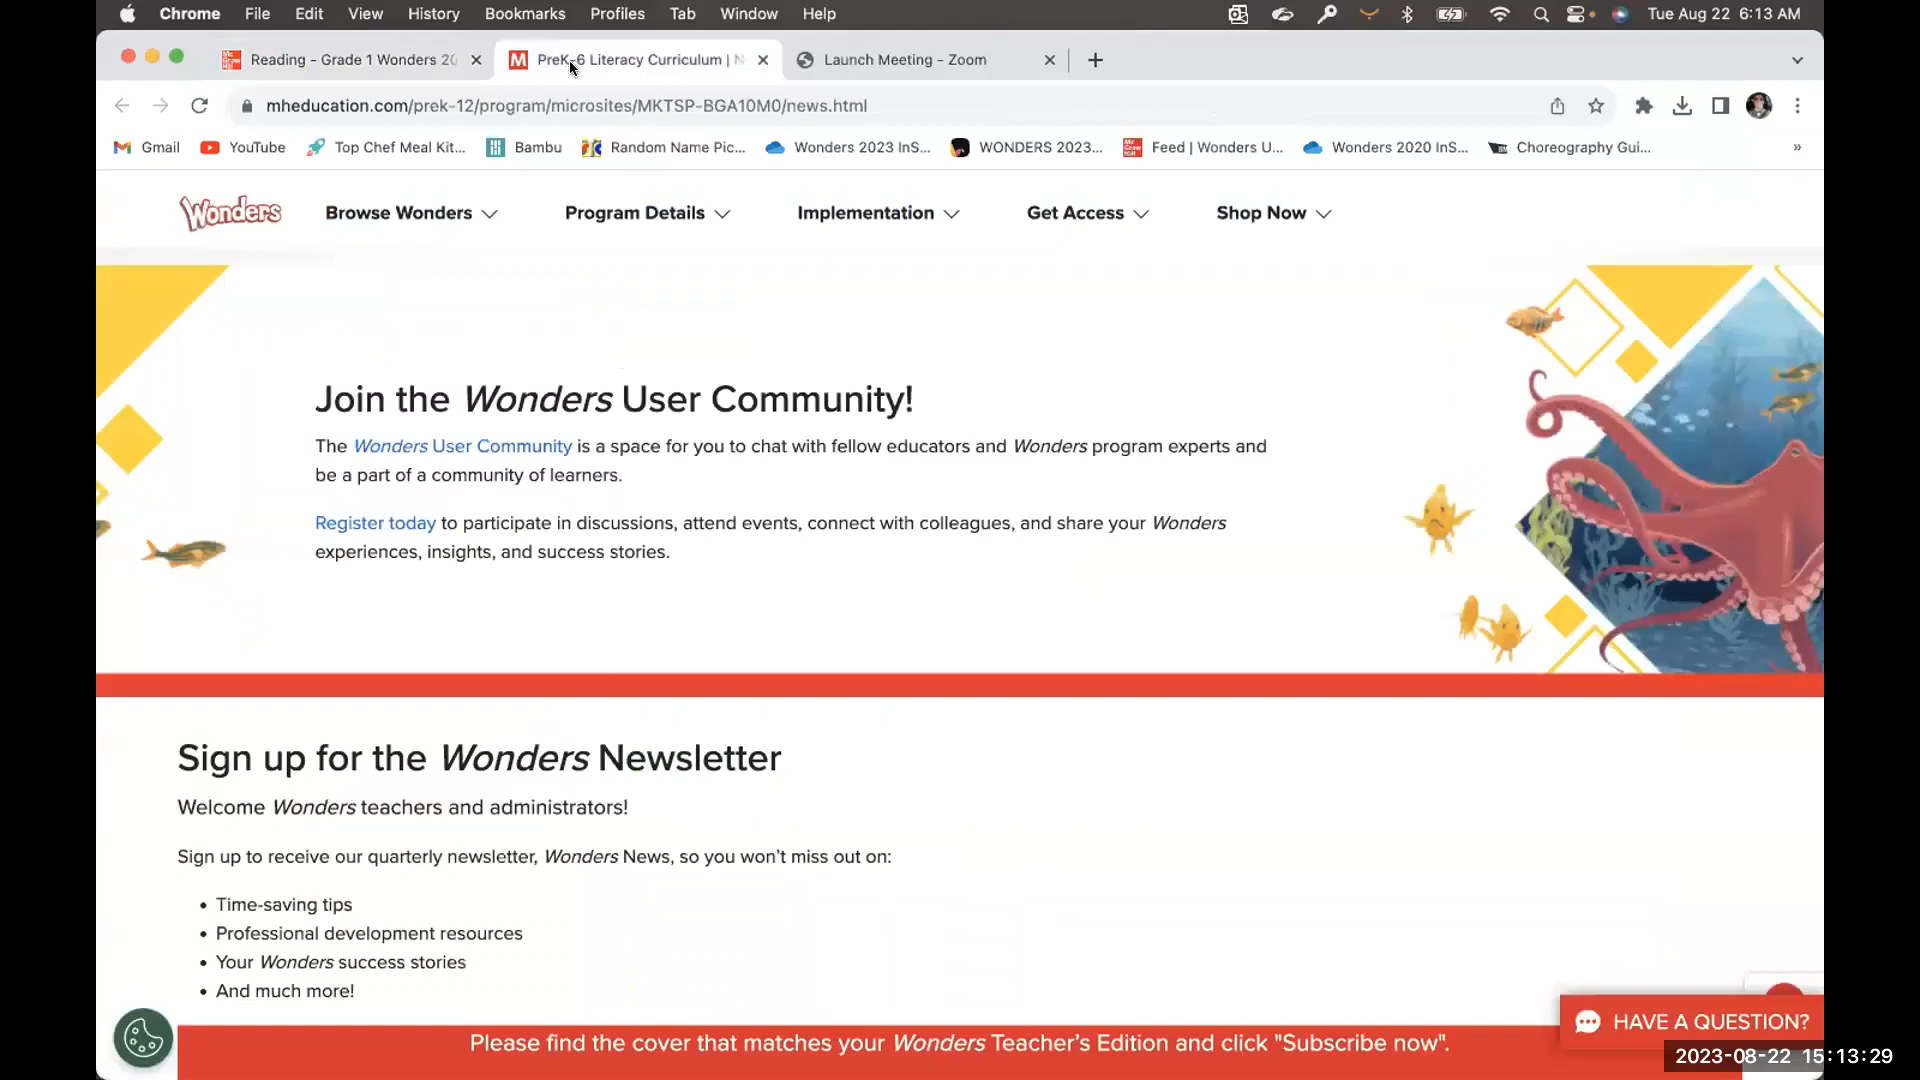 Chrome File Edit View History Bookmarks Profiles Tab Window Help Tue Aug 22 6:13 AM
Reading - Grade 1 Wonders 20 PreK-6 Literacy Curriculum | N Launch Meeting - Zoom
mheducation.com/prek-12/program/microsites/MKTSP-BGA10M0/news.html
Gmail YouTube Top Chef Meal Kit... Bambu Random Name Pic... Wonders 2023 InS... WONDERS 2023... Feed | Wonders U... Wonders 2020 InS... Choreography Gui... »
Wonders Browse Wonders Program Details Implementation Get Access Shop Now
Join the Wonders User Community!
The Wonders User Community is a space for you to chat with fellow educators and Wonders program experts and
be a part of a community of learners.
Register today to participate in discussions, attend events, connect with colleagues, and share your Wonders
experiences, insights, and success stories.
Sign up for the Wonders Newsletter
Welcome Wonders teachers and administrators!
Sign up to receive our quarterly newsletter, Wonders News, so you won't miss out on:
• Time-saving tips
• Professional development resources
• Your Wonders success stories
• And much more!
HAVE A QUESTION?
Please find the cover that matches your Wonders Teacher's Edition and click "Subscribe now".
2023-08-22 15:13:29